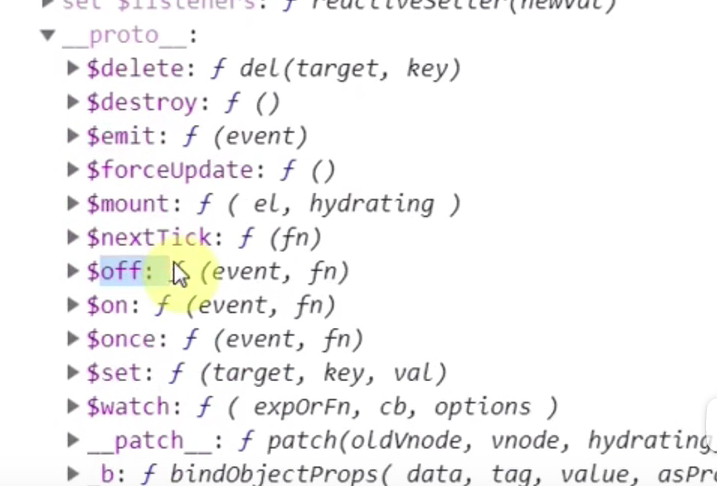 set $listeners: ƒ reactiveSetter(newVal)
▼ __proto__:
▶ $delete: ƒ del(target, key)
▶ $destroy: ƒ ()
▶ $emit: ƒ (event)
▶ $forceUpdate: ƒ ()
▶ $mount: ƒ ( el, hydrating )
▶ $nextTick: ƒ (fn)
▶ $off: ƒ (event, fn)
▶ $on: ƒ (event, fn)
▶ $once: ƒ (event, fn)
▶ $set: ƒ (target, key, val)
▶ $watch: ƒ ( expOrFn, cb, options )
▶ __patch__: ƒ patch(oldVnode, vnode, hydrating,
▶ _b: ƒ bindObjectProps( data, tag, value, asPr